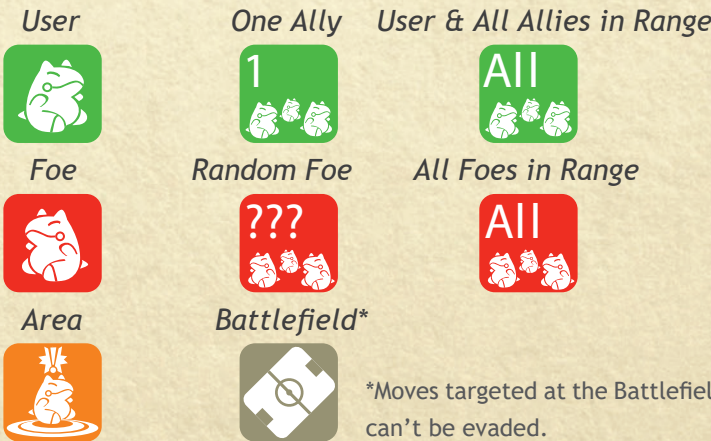 User One Ally User & All Allies in Range
1 All
Foe Random Foe All Foes in Range
??? All
Area Battlefield*
*Moves targeted at the Battlefiel
can't be evaded.